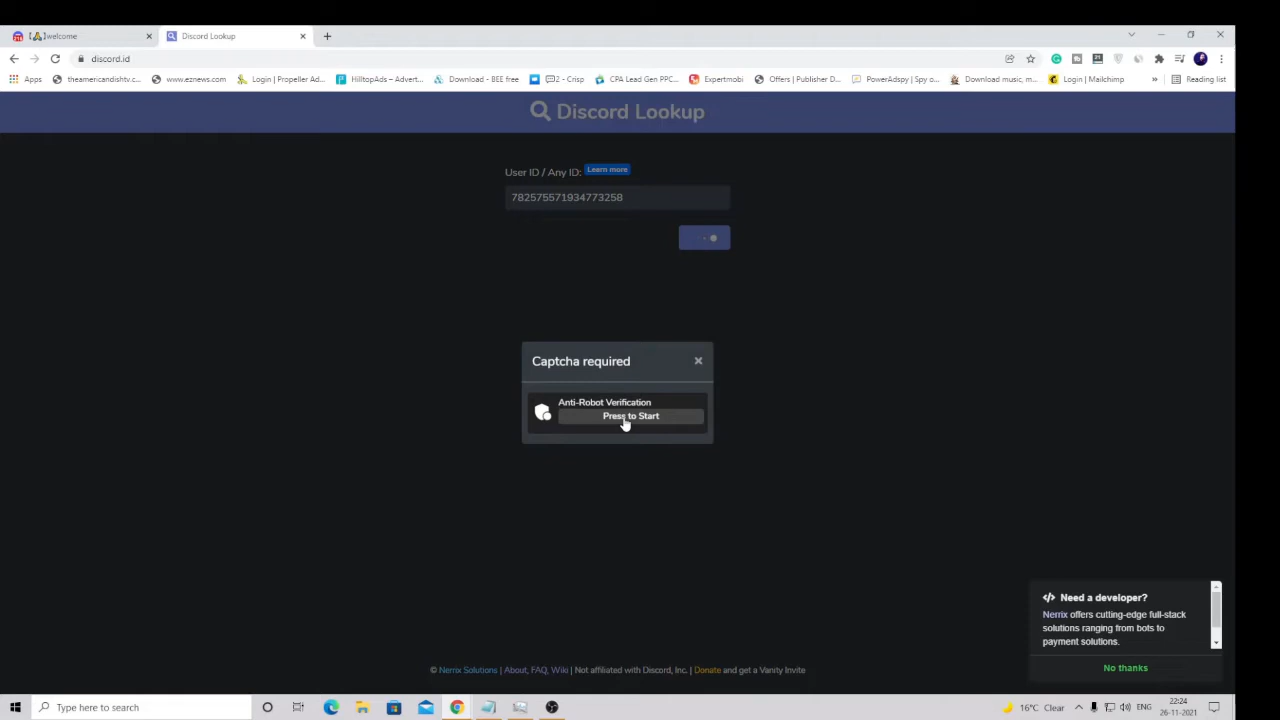 welcome
Discord Lookup
discord.id
Apps
theamericandishtv.c...
www.eznews.com
Login | Propeller Ad...
HilltopAds – Advert...
Download - BEE free
2 - Crisp
CPA Lead Gen PPC...
Expertmobi
Offers | Publisher D...
PowerAdspy | Spy o...
Download music, m...
Login | Mailchimp
»
Reading list
Discord Lookup
User ID / Any ID: Learn more
782575571934773258
Captcha required
Anti-Robot Verification
Press to Start
</> Need a developer?
Nerrix offers cutting-edge full-stack
solutions ranging from bots to
payment solutions.
No thanks
© Nerrix Solutions | About, FAQ, Wiki | Not affiliated with Discord, Inc. | Donate and get a Vanity Invite
Type here to search
16°C Clear
ENG
22:24
26-11-2021